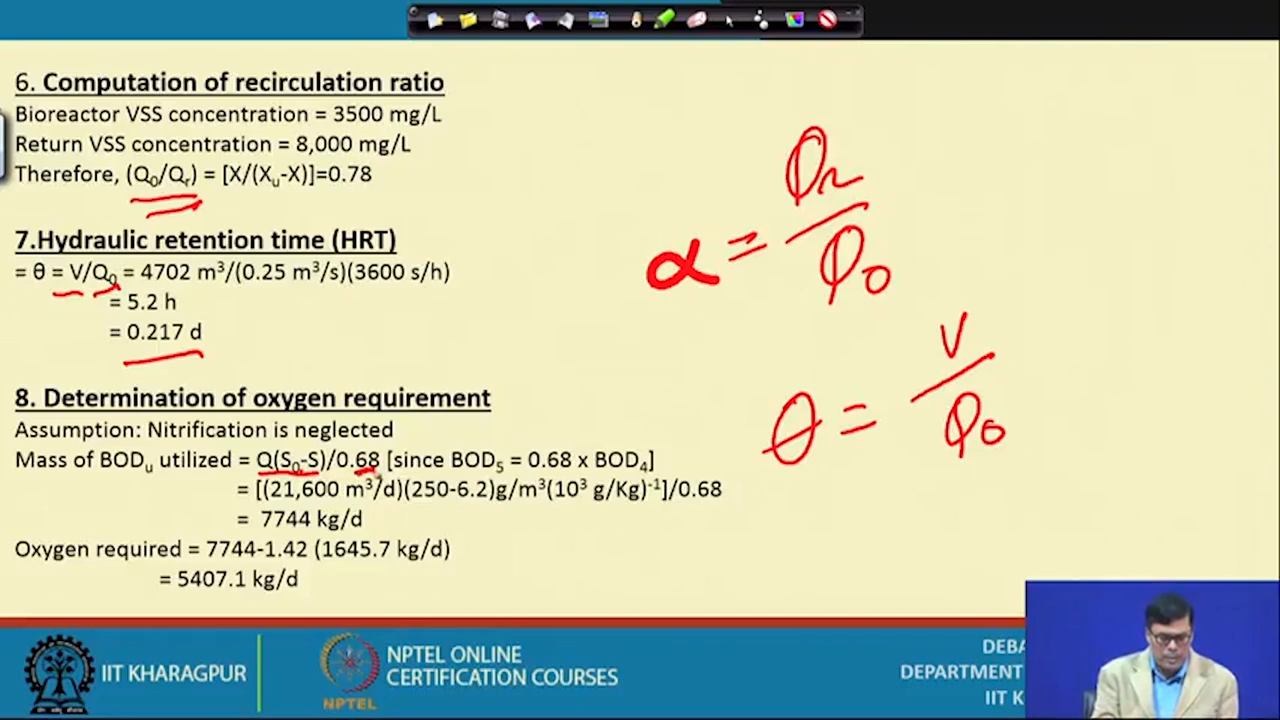 6. Computation of recirculation ratio
Bioreactor VSS concentration = 3500 mg/L
Return VSS concentration = 8,000 mg/L
Therefore, (Q₀/Qᵣ) = [X/(Xᵤ-X)]=0.78
7.Hydraulic retention time (HRT)
= θ = V/Q₀ = 4702 m³/(0.25 m³/s)(3600 s/h)
= 5.2 h
= 0.217 d
8. Determination of oxygen requirement
Assumption: Nitrification is neglected
Mass of BODᵤ utilized = Q(S₀-S)/0.68 [since BOD₅ = 0.68 x BOD₄]
= [(21,600 m³/d)(250-6.2)g/m³(10³ g/Kg)⁻¹]/0.68
= 7744 kg/d
Oxygen required = 7744-1.42 (1645.7 kg/d)
= 5407.1 kg/d
α = Qr/Q₀
θ = V/Q₀
IIT KHARAGPUR
NPTEL
NPTEL ONLINE
CERTIFICATION COURSES
DEBA
DEPARTMENT
IIT K